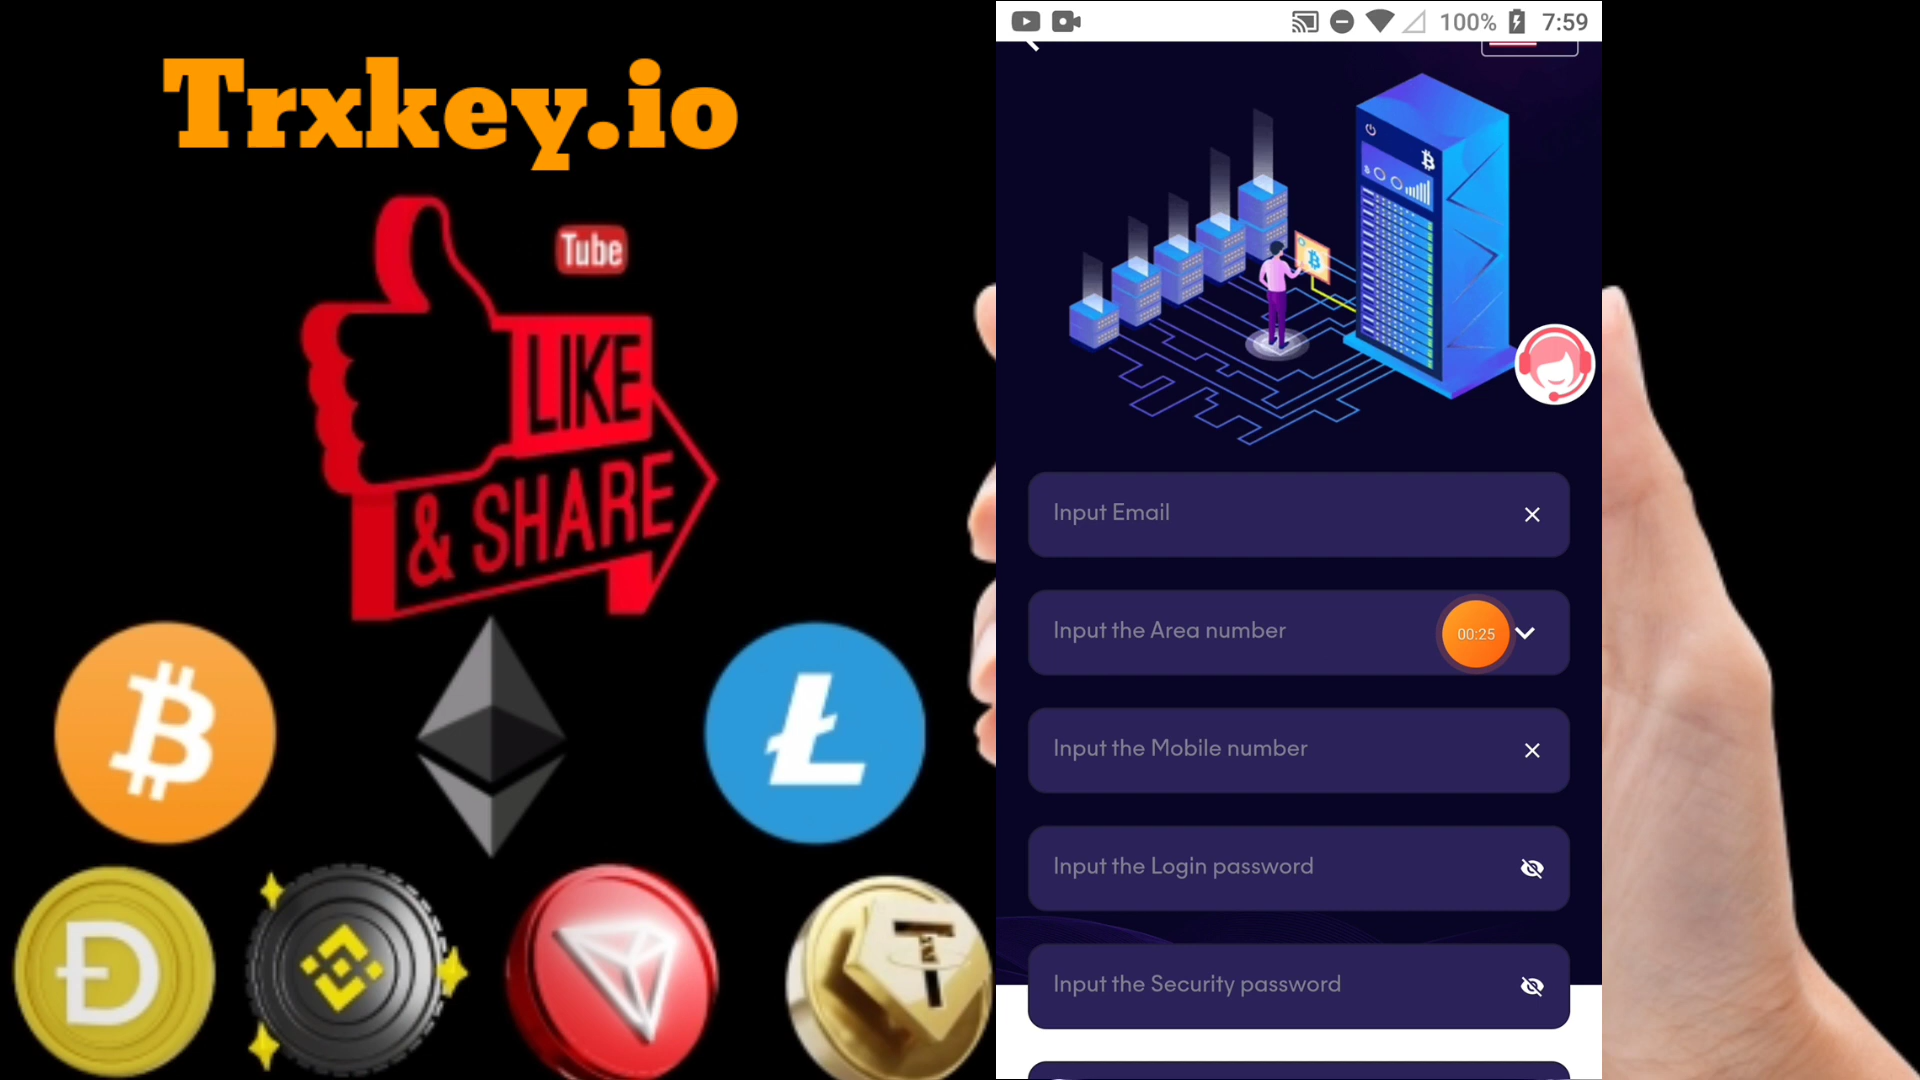 Trxkey.io
Tube
LIKE
& SHARE
100% 7:59
Input Email
Input the Area number
00:25
Input the Mobile number
Input the Login password
Input the Security password